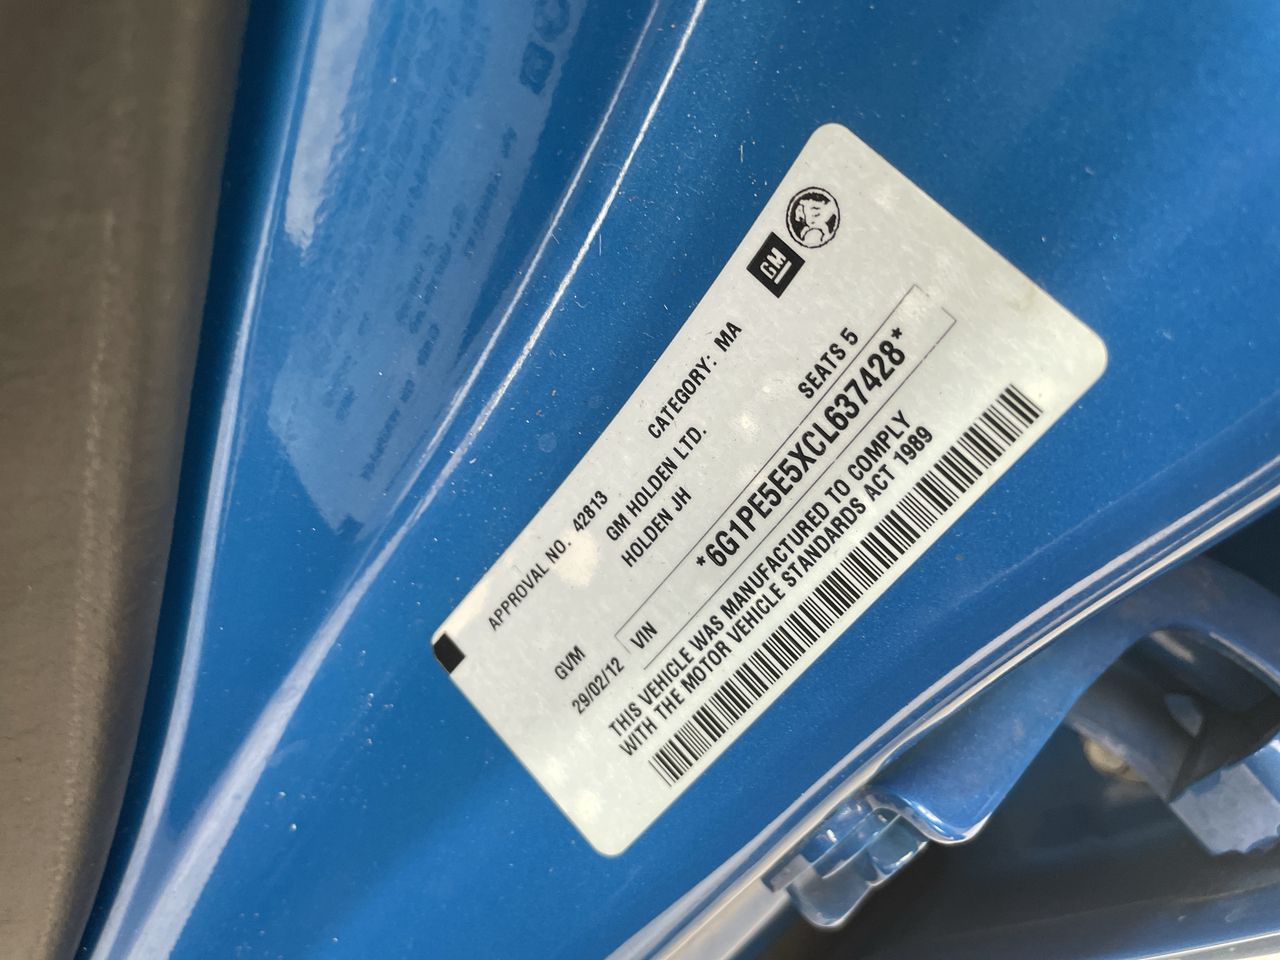 GM
APPROVAL NO. 42813 CATEGORY: MA
GM HOLDEN LTD.
HOLDEN JH
GVM SEATS 5
29/02/12 VIN *6G1PE5E5XCL637428*
THIS VEHICLE WAS MANUFACTURED TO COMPLY
WITH THE MOTOR VEHICLE STANDARDS ACT 1989